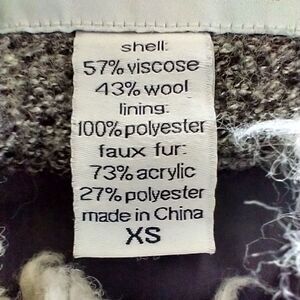 shell:
57% viscose
43% wool
lining:
100% polyester
faux fur:
73% acrylic
27% polyester
made in China
XS